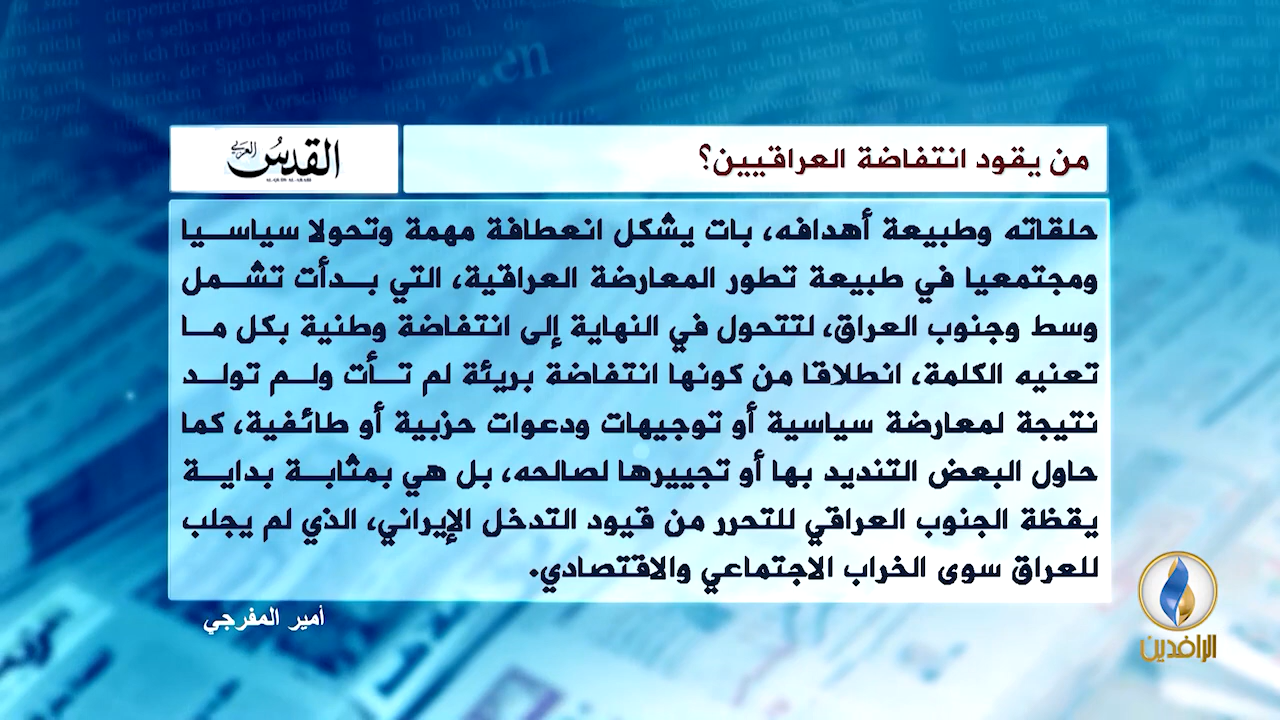 من يقود انتفاضة العراقيين؟
القدس العربي
AL-QUDS AL-ARABI
حلقاته وطبيعة أهدافه، بات يشكل انعطافة مهمة وتحولا سياسيا
ومجتمعيا في طبيعة تطور المعارضة العراقية، التي بدأت تشمل
وسط وجنوب العراق، لتتحول في النهاية إلى انتفاضة وطنية بكل ما
تعنيه الكلمة، انطلاقا من كونها انتفاضة بريئة لم تأت ولم تولد
نتيجة لمعارضة سياسية أو توجيهات ودعوات حزبية أو طائفية، كما
حاول البعض التنديد بها أو تجييرها لصالحه، بل هي بمثابة بداية
يقظة الجنوب العراقي للتحرر من قيود التدخل الإيراني، الذي لم يجلب
للعراق سوى الخراب الاجتماعي والاقتصادي.
أمير المفرجي
الرافدين